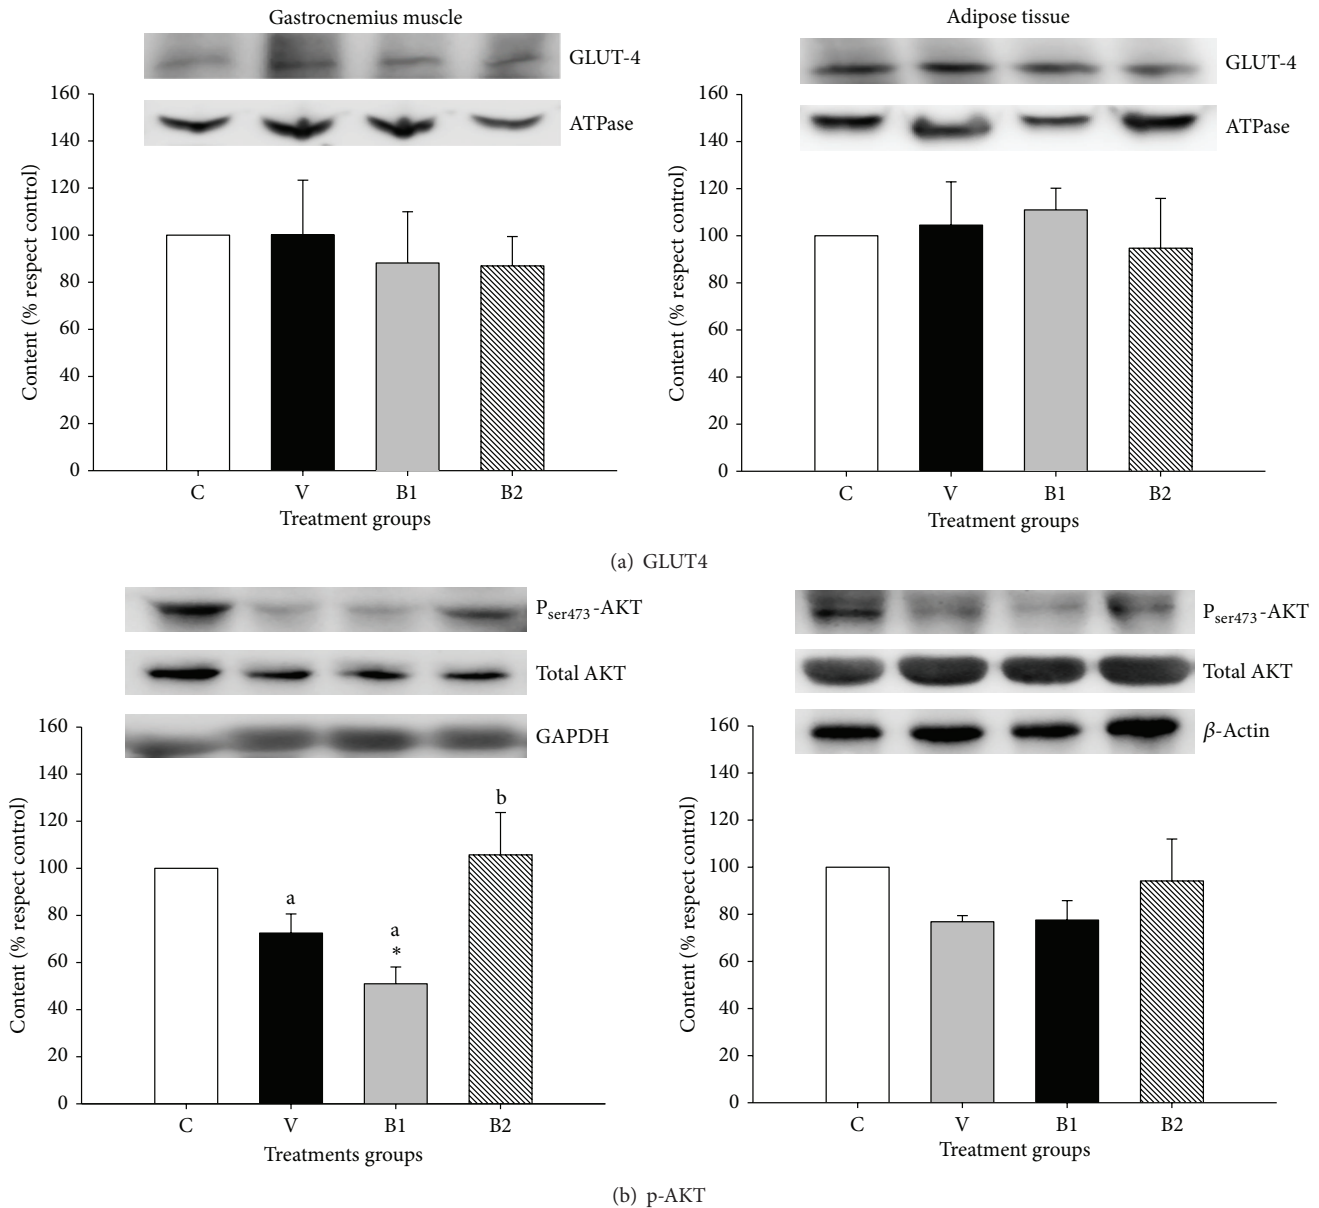 Gastrocnemius muscle
GLUT-4
ATPase
160
140
120
100
80
60
40
20
0
Content (% respect control)
C V B1 B2
Treatment groups
Adipose tissue
GLUT-4
ATPase
160
140
120
100
80
60
40
20
0
Content (% respect control)
C V B1 B2
Treatment groups
(a) GLUT4
Pser473-AKT
Total AKT
GAPDH
160
140
120
100
80
60
40
20
0
Content (% respect control)
a
a
*
b
C V B1 B2
Treatments groups
Pser473-AKT
Total AKT
β-Actin
160
140
120
100
80
60
40
20
0
Content (% respect control)
C V B1 B2
Treatment groups
(b) p-AKT